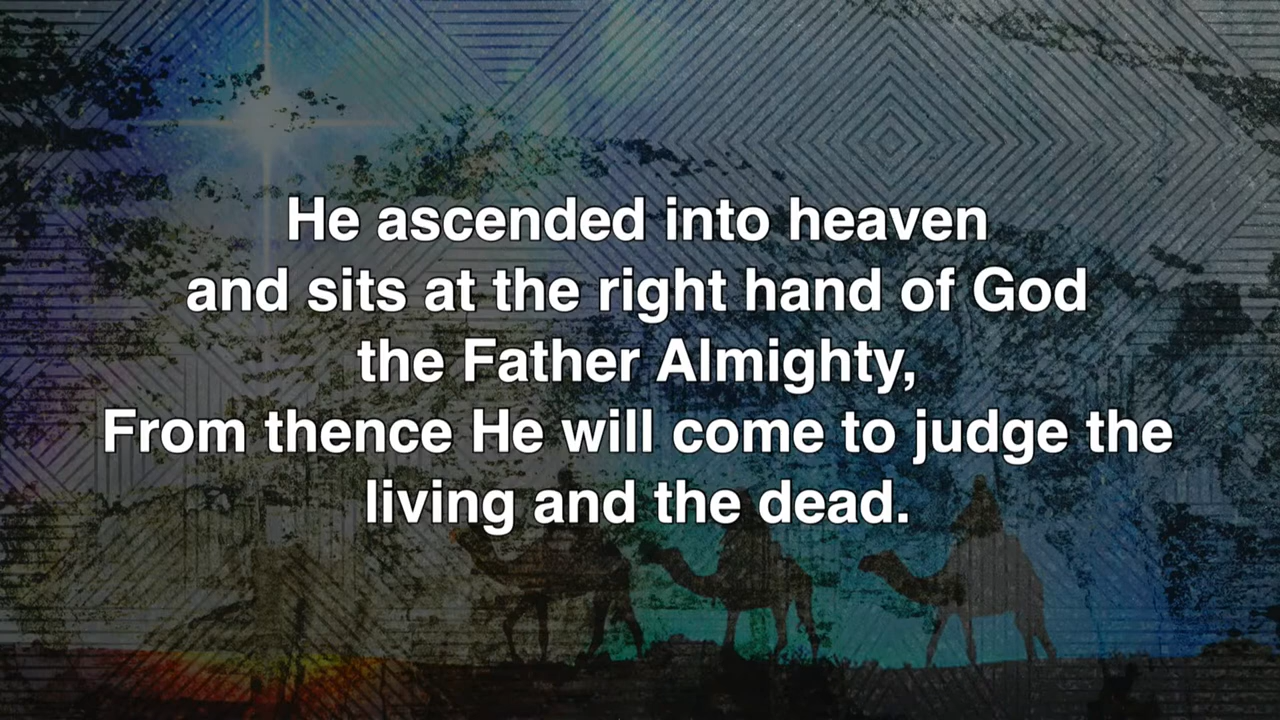 He ascended into heaven
and sits at the right hand of God
the Father Almighty,
From thence He will come to judge the
living and the dead.